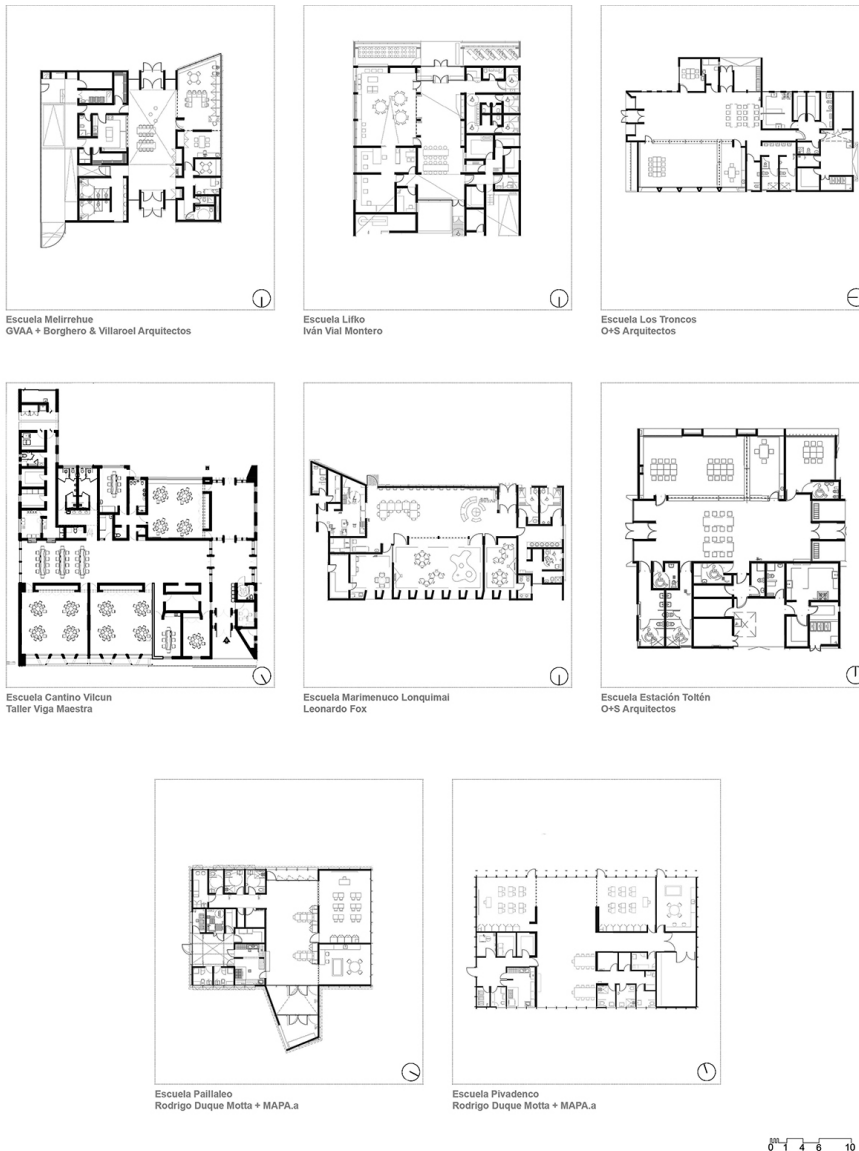 Escuela Melirrehue
GVAA + Borghero & Villaroel Arquitectos
Escuela Lifko
Iván Vial Montero
Escuela Los Troncos
O+S Arquitectos
Escuela Cantino Vilcun
Taller Viga Maestra
Escuela Marimenuco Lonquimai
Leonardo Fox
Escuela Estación Toltén
O+S Arquitectos
Escuela Paillaleo
Rodrigo Duque Motta + MAPA.a
Escuela Pivadenco
Rodrigo Duque Motta + MAPA.a
0 1 4 6 10